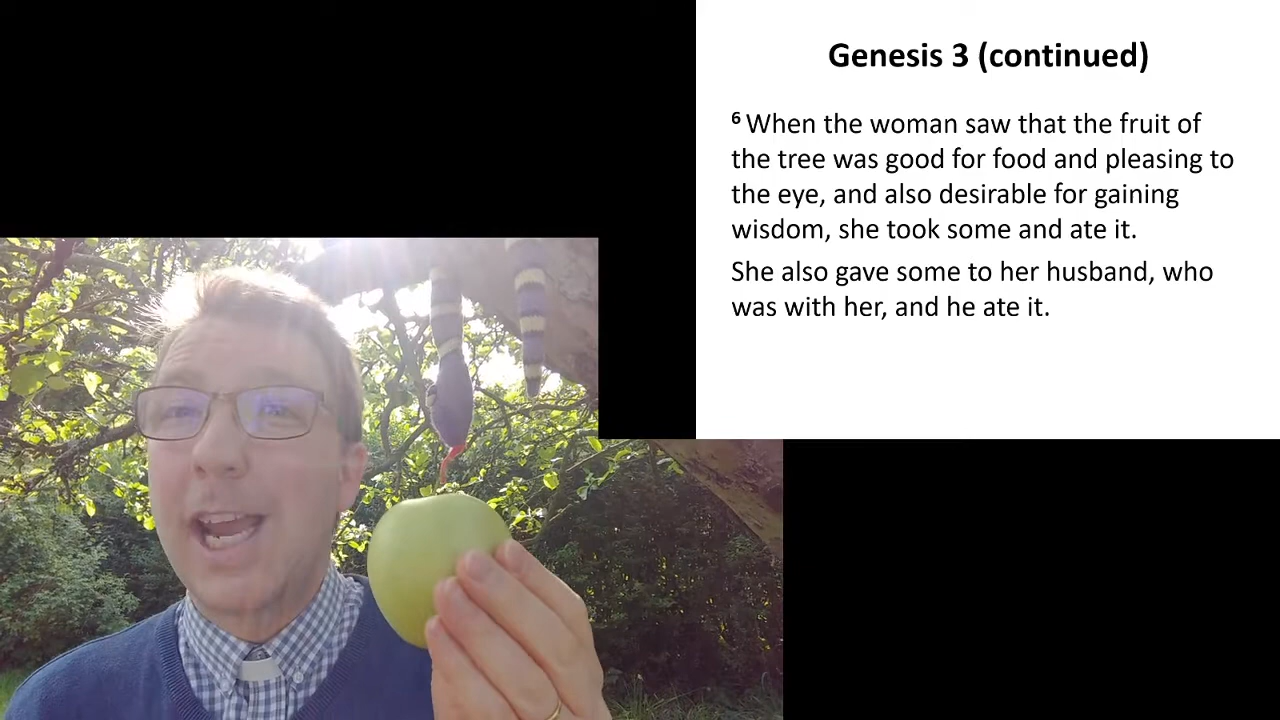 Genesis 3 (continued)
6 When the woman saw that the fruit of
the tree was good for food and pleasing to
the eye, and also desirable for gaining
wisdom, she took some and ate it.
She also gave some to her husband, who
was with her, and he ate it.